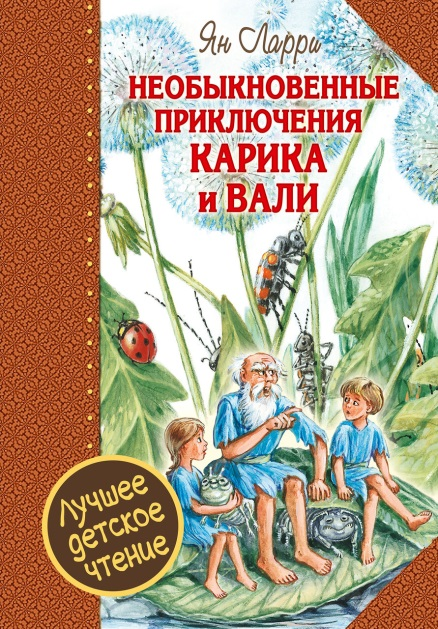 Ян Ларри
НЕОБЫКНОВЕННЫЕ
ПРИКЛЮЧЕНИЯ
КАРИКА
и ВАЛИ
Лучшее
детское
чтение